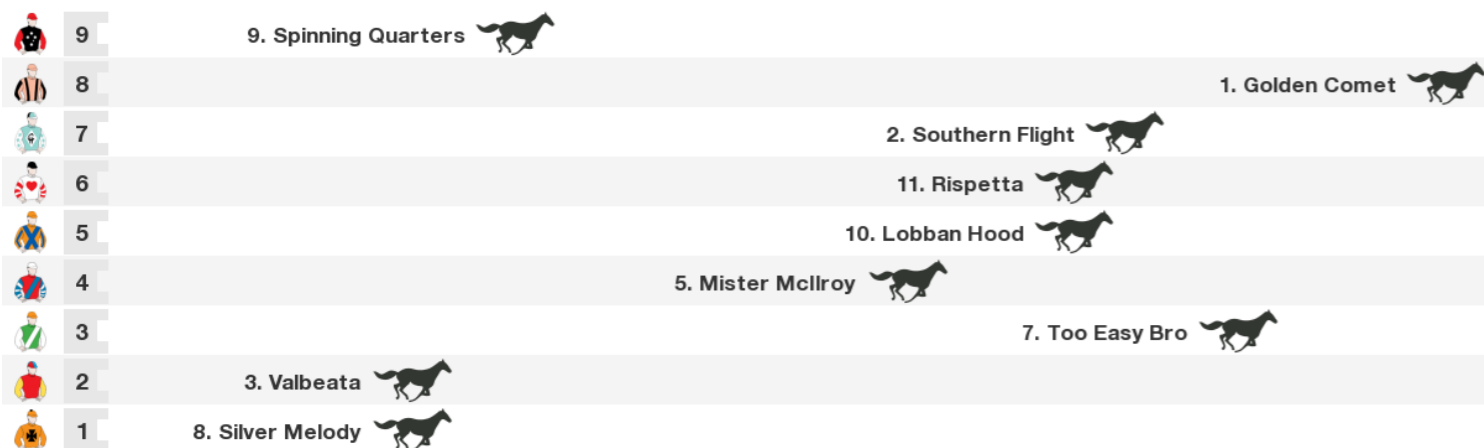 9 9. Spinning Quarters
8 1. Golden Comet
7 2. Southern Flight
6 11. Rispetta
5 10. Lobban Hood
4 5. Mister McIlroy
3 7. Too Easy Bro
2 3. Valbeata
1 8. Silver Melody